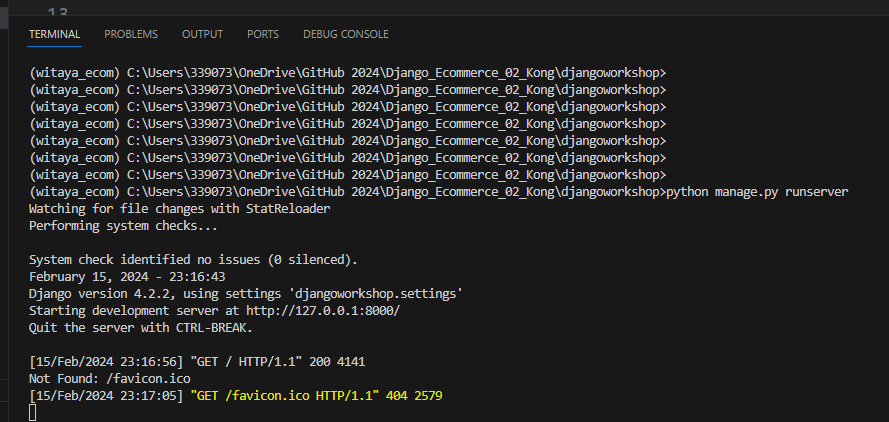 TERMINAL PROBLEMS OUTPUT PORTS DEBUG CONSOLE
(witaya_ecom) C:\Users\339073\OneDrive\GitHub 2024\Django_Ecommerce_02_Kong\djangoworkshop>
(witaya_ecom) C:\Users\339073\OneDrive\GitHub 2024\Django_Ecommerce_02_Kong\djangoworkshop>
(witaya_ecom) C:\Users\339073\OneDrive\GitHub 2024\Django_Ecommerce_02_Kong\djangoworkshop>
(witaya_ecom) C:\Users\339073\OneDrive\GitHub 2024\Django_Ecommerce_02_Kong\djangoworkshop>
(witaya_ecom) C:\Users\339073\OneDrive\GitHub 2024\Django_Ecommerce_02_Kong\djangoworkshop>
(witaya_ecom) C:\Users\339073\OneDrive\GitHub 2024\Django_Ecommerce_02_Kong\djangoworkshop>
(witaya_ecom) C:\Users\339073\OneDrive\GitHub 2024\Django_Ecommerce_02_Kong\djangoworkshop>
(witaya_ecom) C:\Users\339073\OneDrive\GitHub 2024\Django_Ecommerce_02_Kong\djangoworkshop>python manage.py runserver
Watching for file changes with StatReloader
Performing system checks...
System check identified no issues (0 silenced).
February 15, 2024 - 23:16:43
Django version 4.2.2, using settings 'djangoworkshop.settings'
Starting development server at http://127.0.0.1:8000/
Quit the server with CTRL-BREAK.
[15/Feb/2024 23:16:56] "GET / HTTP/1.1" 200 4141
Not Found: /favicon.ico
[15/Feb/2024 23:17:05] "GET /favicon.ico HTTP/1.1" 404 2579